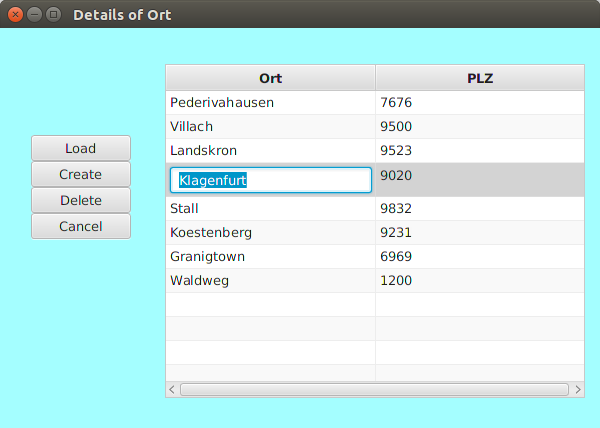 Details of Ort
Ort PLZ
Pederivahausen 7676
Villach 9500
Landskron 9523
Klagenfurt 9020
Stall 9832
Koestenberg 9231
Granigtown 6969
Waldweg 1200
Load
Create
Delete
Cancel